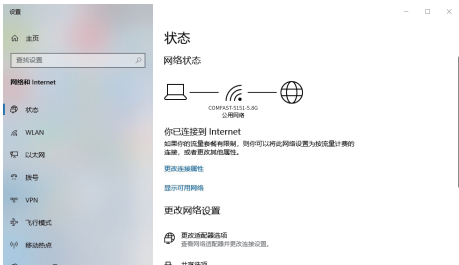 设置
主页
查找设置
网络和 Internet
状态
WLAN
以太网
拨号
VPN
飞行模式
移动热点
状态
网络状态
COMFAST-5151-5.8G
公用网络
你已连接到 Internet
如果你的流量套餐有限制，则你可以将此网络设置为按流量计费的
连接，或者更改其他属性。
更改连接属性
显示可用网络
更改网络设置
更改适配器选项
查看网络适配器并更改连接设置。
共享选项